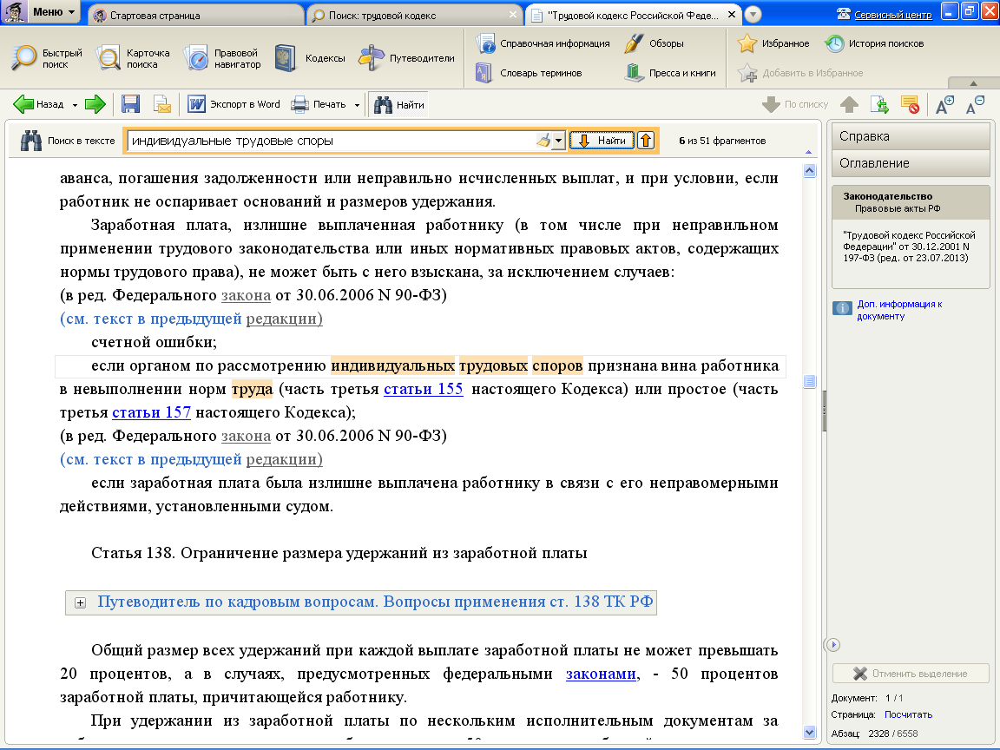 Меню
Стартовая страница
Поиск: трудовой кодекс
"Трудовой кодекс Российской Феде...
Сервисный центр
Быстрый поиск
Карточка поиска
Правовой навигатор
Кодексы
Путеводители
Справочная информация
Словарь терминов
Обзоры
Пресса и книги
Избранное
Добавить в Избранное
История поисков
Назад
Экспорт в Word
Печать
Найти
По списку
Поиск в тексте
индивидуальные трудовые споры
Найти
6 из 51 фрагментов
аванса, погашения задолженности или неправильно исчисленных выплат, и при условии, если
работник не оспаривает оснований и размеров удержания.
Заработная плата, излишне выплаченная работнику (в том числе при неправильном
применении трудового законодательства или иных нормативных правовых актов, содержащих
нормы трудового права), не может быть с него взыскана, за исключением случаев:
(в ред. Федерального закона от 30.06.2006 N 90-ФЗ)
(см. текст в предыдущей редакции)
счетной ошибки;
если органом по рассмотрению индивидуальных трудовых споров признана вина работника
в невыполнении норм труда (часть третья статьи 155 настоящего Кодекса) или простое (часть
третья статьи 157 настоящего Кодекса);
(в ред. Федерального закона от 30.06.2006 N 90-ФЗ)
(см. текст в предыдущей редакции)
если заработная плата была излишне выплачена работнику в связи с его неправомерными
действиями, установленными судом.
Статья 138. Ограничение размера удержаний из заработной платы
Путеводитель по кадровым вопросам. Вопросы применения ст. 138 ТК РФ
Общий размер всех удержаний при каждой выплате заработной платы не может превышать
20 процентов, а в случаях, предусмотренных федеральными законами, - 50 процентов
заработной платы, причитающейся работнику.
При удержании из заработной платы по нескольким исполнительным документам за
Справка
Оглавление
Законодательство
Правовые акты РФ
"Трудовой кодекс Российской
Федерации" от 30.12.2001 N
197-ФЗ (ред. от 23.07.2013)
Доп. информация к
документу
Отменить выделение
Документ: 1 / 1
Страница: Посчитать
Абзац: 2328 / 6558